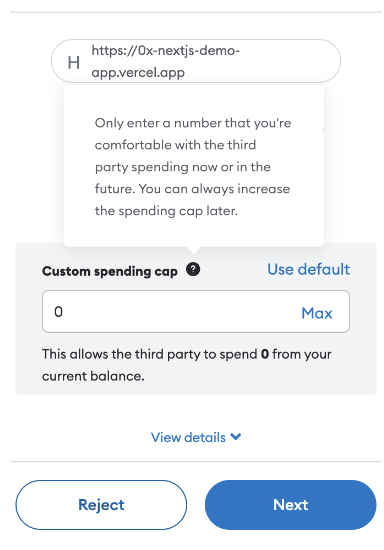 H
https://0x-nextjs-demo-
app.vercel.app
Only enter a number that you're
comfortable with the third
party spending now or in the
future. You can always increase
the spending cap later.
Custom spending cap ? Use default
0 Max
This allows the third party to spend 0 from your
current balance.
View details
Reject Next